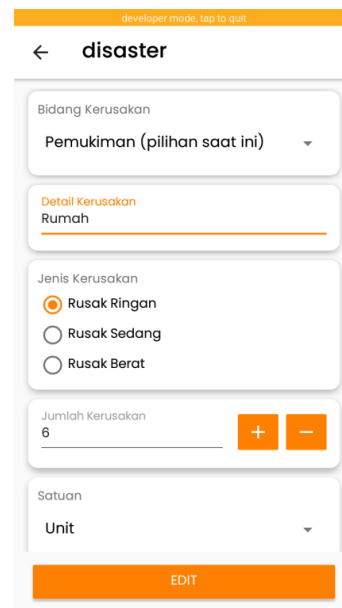 developer mode, tap to quit
disaster
Bidang Kerusakan
Pemukiman (pilihan saat ini)
Detail Kerusakan
Rumah
Jenis Kerusakan
Rusak Ringan
Rusak Sedang
Rusak Berat
Jumlah Kerusakan
6
Satuan
Unit
EDIT